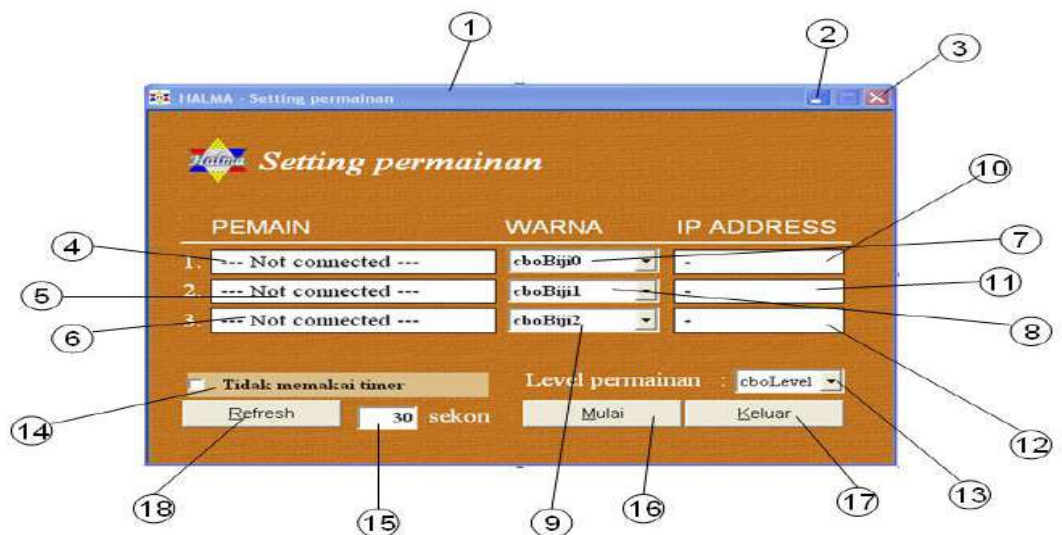 1
2
3
HALMA - Setting permainan
Halma Setting permainan
10
PEMAIN WARNA IP ADDRESS
4
7
1. --- Not connected --- cboBiji0 -
5
2. --- Not connected --- cboBiji1 -
11
6
3. --- Not connected --- cboBiji2 -
8
Tidak memakai timer Level permainan : cboLevel
14
Refresh 30 sekon Mulai Keluar
12
18
15
9
16
17
13